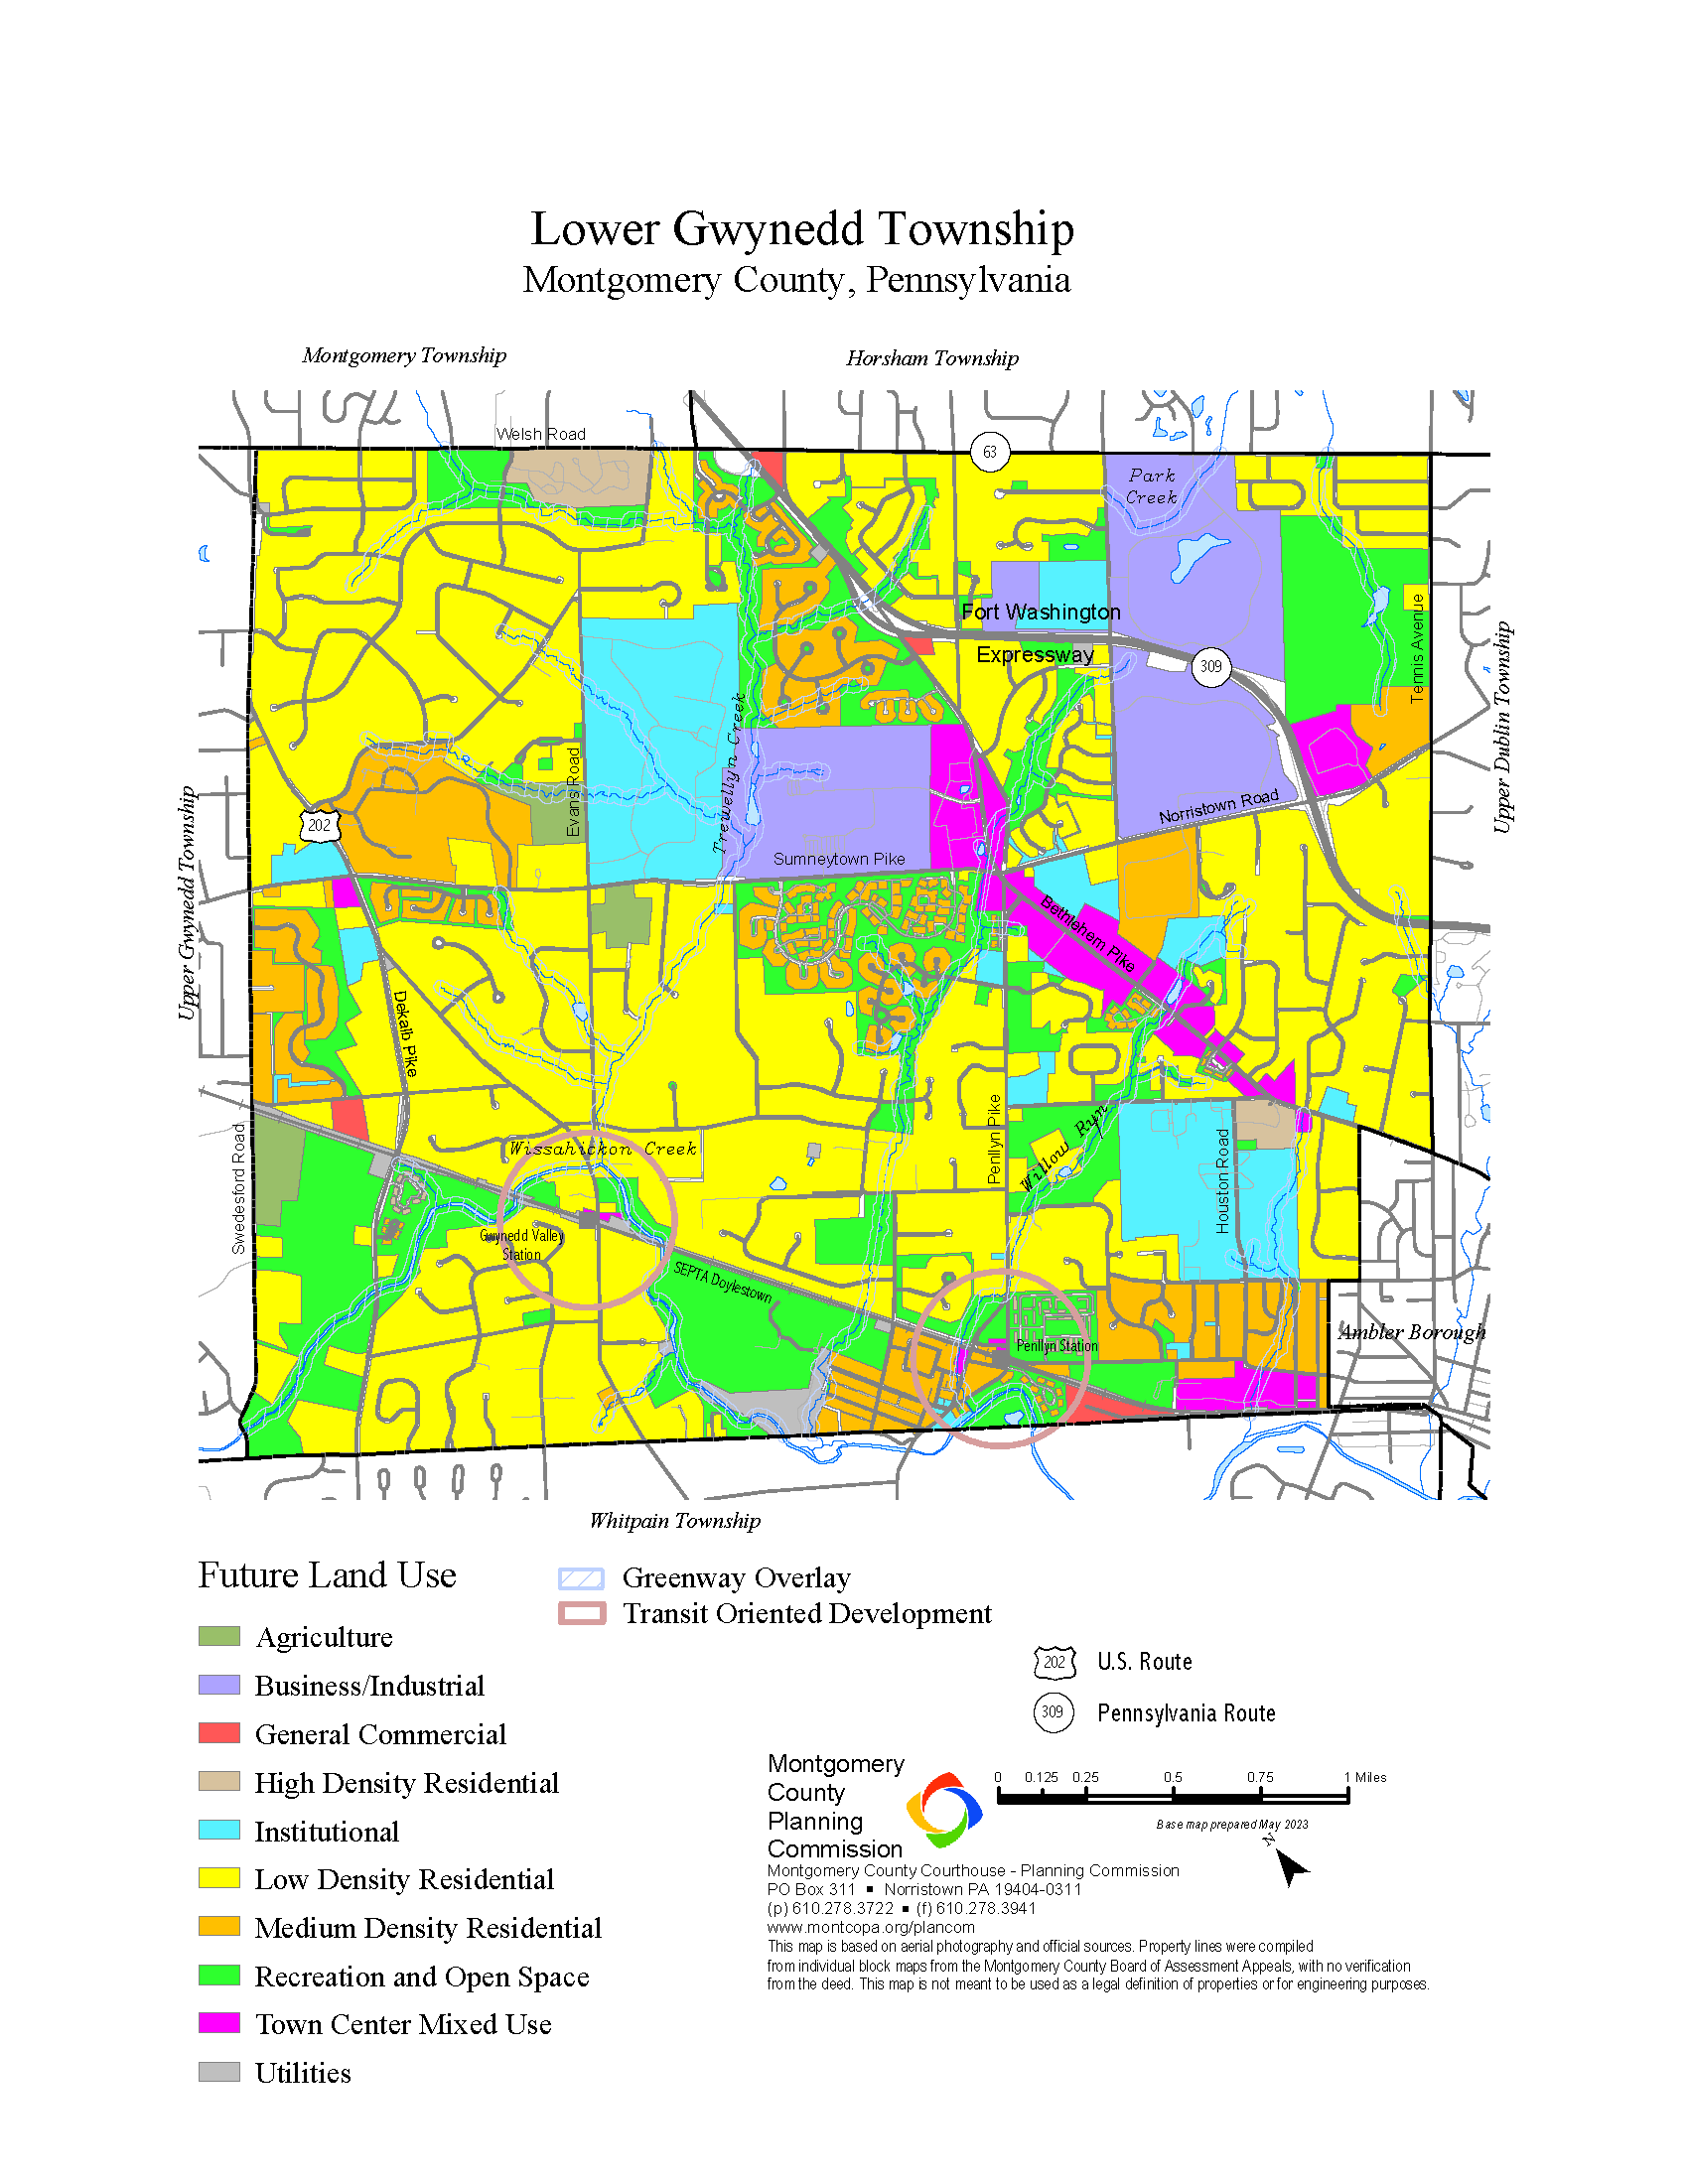 Lower Gwynedd Township
Montgomery County, Pennsylvania
Montgomery Township
Horsham Township
Welsh Road
63
Park
Creek
Fort Washington
Expressway
309
Tennis Avenue
Upper Dublin Township
Trewellyn Creek
Evans Road
202
Norristown Road
Upper Gwynedd Township
Sumneytown Pike
Bethlehem Pike
Dekalb Pike
Penllyn Pike
Willow Run
Houston Road
Swedesford Road
Wissahickon Creek
Gwynedd Valley
Station
SEPTA Doylestown
Penllyn Station
Ambler Borough
Whitpain Township
Future Land Use
Agriculture
Business/Industrial
General Commercial
High Density Residential
Institutional
Low Density Residential
Medium Density Residential
Recreation and Open Space
Town Center Mixed Use
Utilities
Greenway Overlay
Transit Oriented Development
202 U.S. Route
309 Pennsylvania Route
Montgomery
County
Planning
Commission
0 0.125 0.25 0.5 0.75 1 Miles
Base map prepared May 2023
N
Montgomery County Courthouse - Planning Commission
PO Box 311 ▪ Norristown PA 19404-0311
(p) 610.278.3722 ▪ (f) 610.278.3941
www.montcopa.org/plancom
This map is based on aerial photography and official sources. Property lines were compiled
from individual block maps from the Montgomery County Board of Assessment Appeals, with no verification
from the deed. This map is not meant to be used as a legal definition of properties or for engineering purposes.